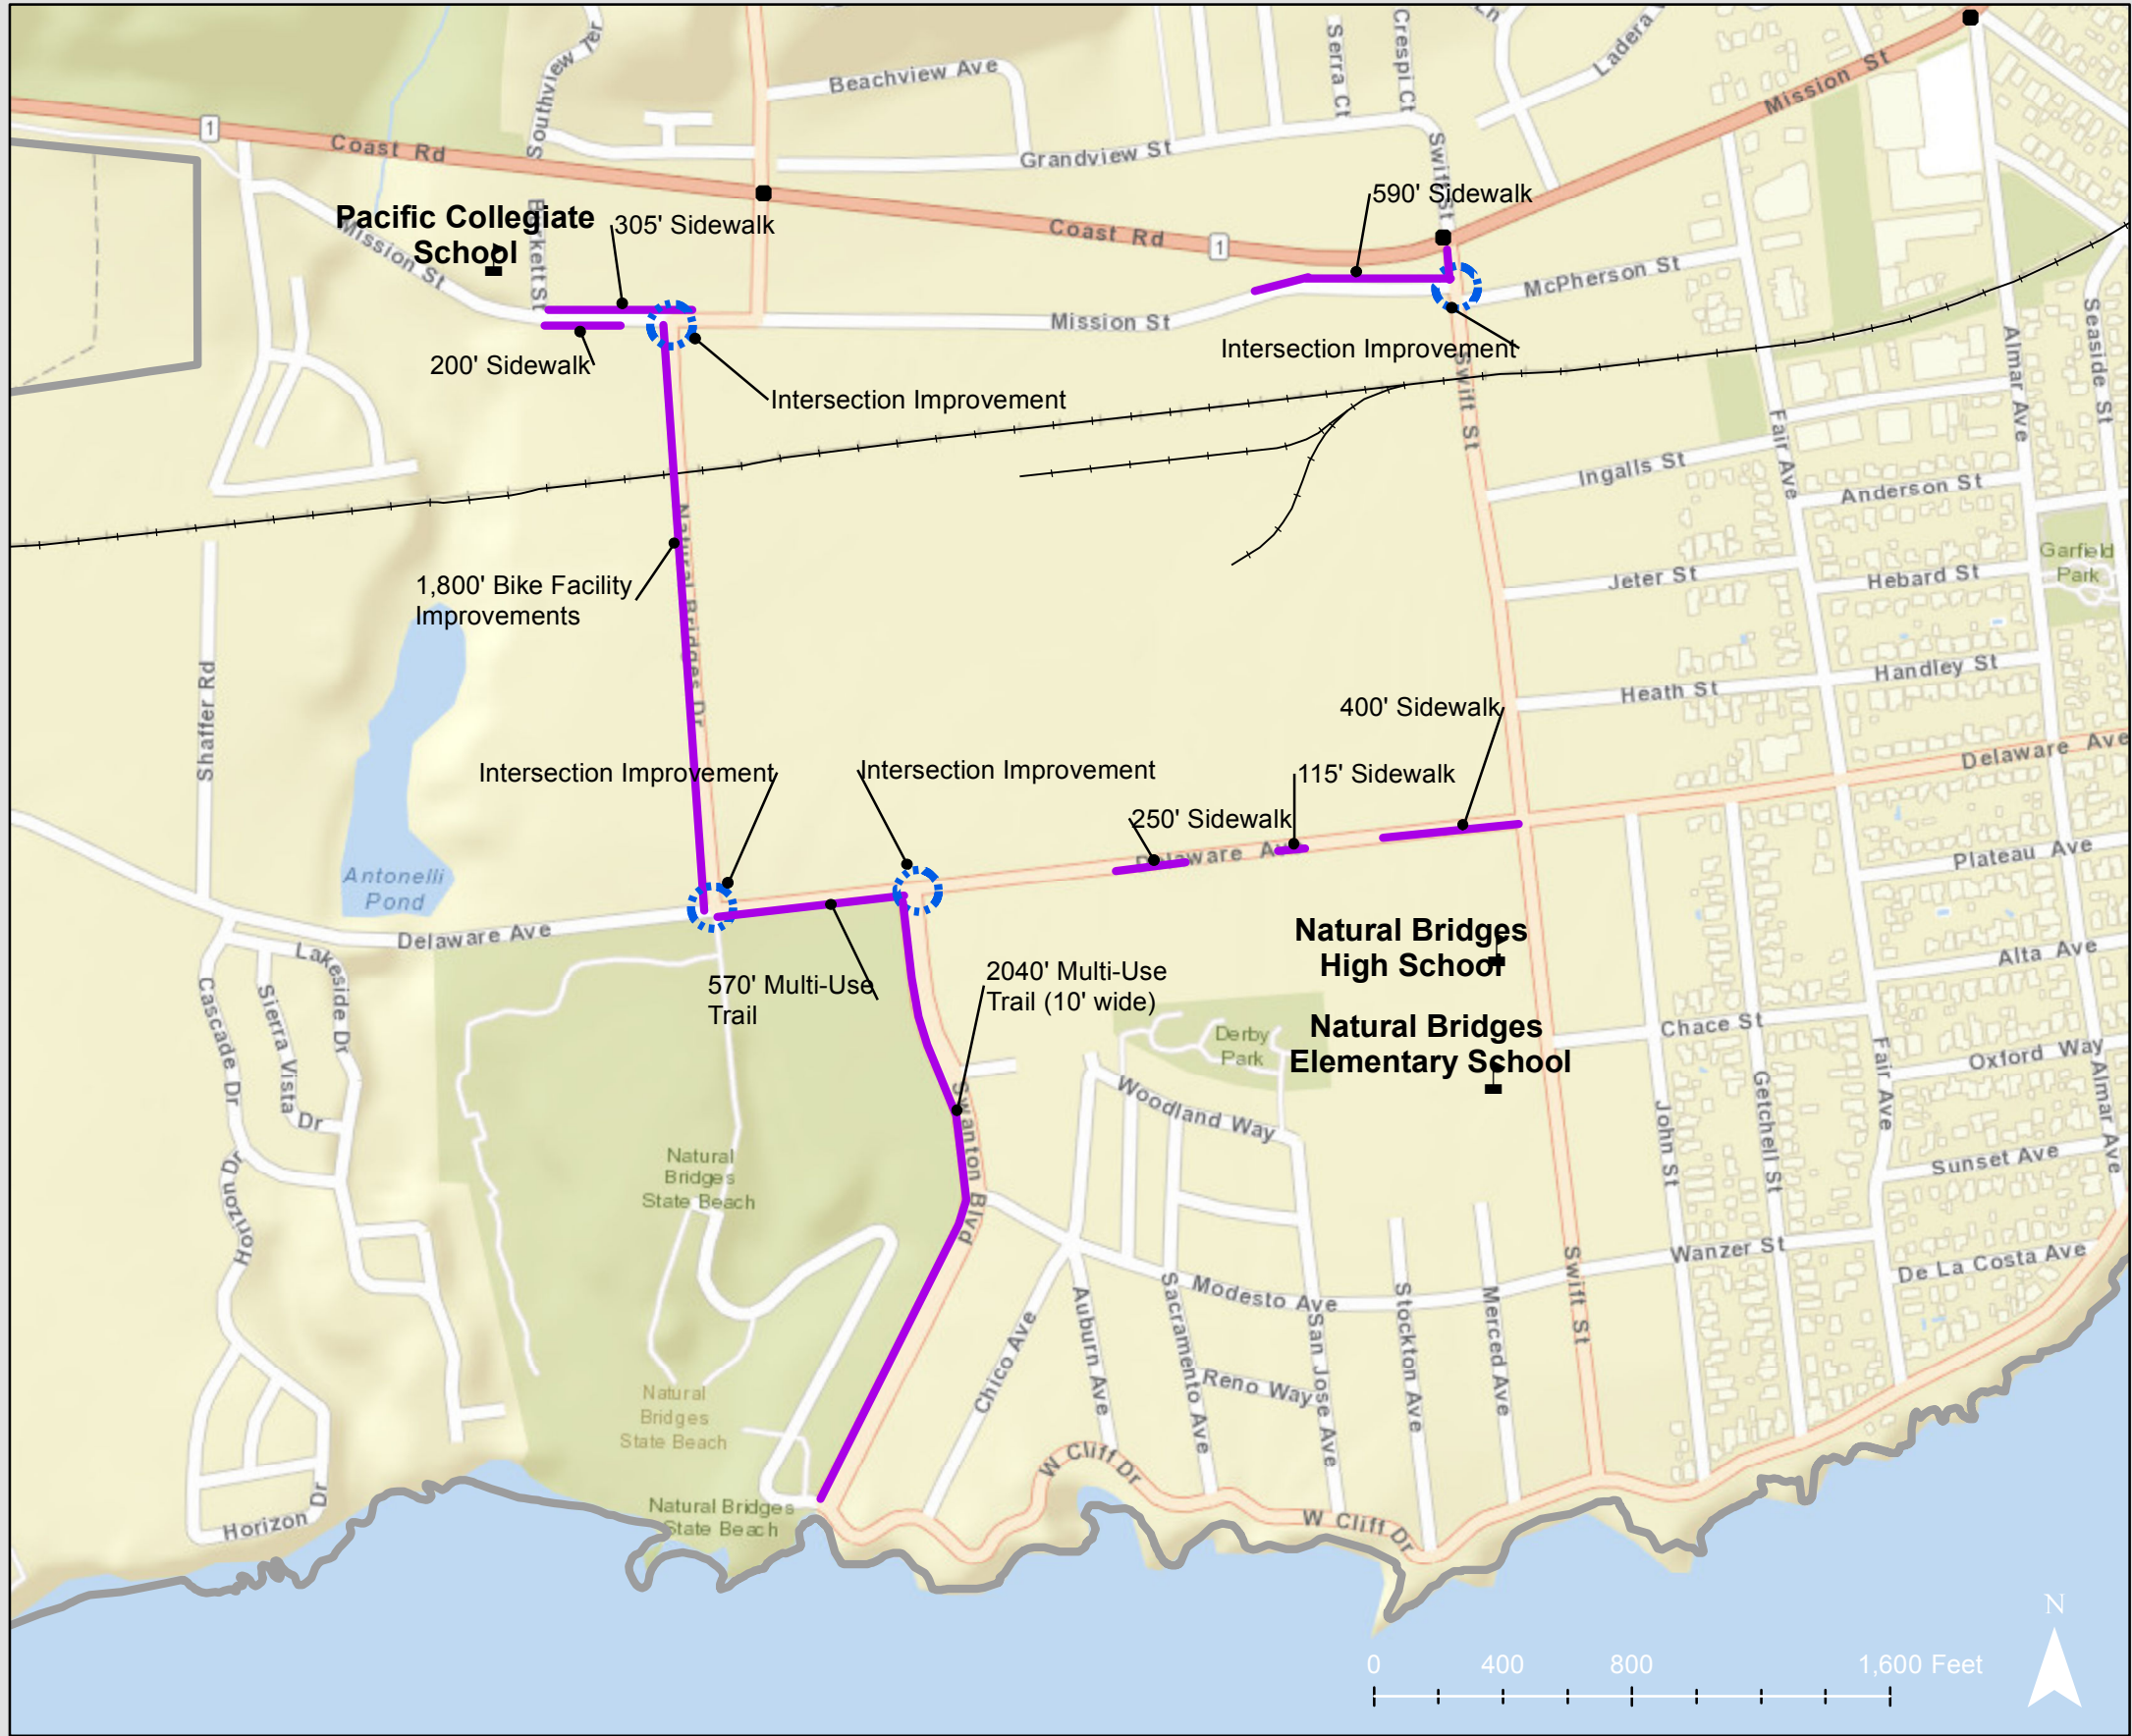 Southview Ter
Beachview Ave
Serra Ct
Crespi Ct
Ln
Ladera
Mission St
1
Coast Rd
Grandview St
Swift St
590' Sidewalk
Pacific Collegiate
School
305' Sidewalk
Mission St
Coast Rd
1
McPherson St
Mission St
Intersection Improvement
200' Sidewalk
Intersection Improvement
Swift St
Fair Ave
Almar Ave
Seaside St
Ingalls St
Anderson St
Garfield
Park
Jeter St
Hebard St
1,800' Bike Facility
Improvements
Natural Bridges Dr
Shaffer Rd
Heath St
Handley St
400' Sidewalk
Delaware Ave
Intersection Improvement
Intersection Improvement
115' Sidewalk
250' Sidewalk
Delaware Ave
Plateau Ave
Antonelli
Pond
Delaware Ave
Natural Bridges
High School
Alta Ave
Lakeside Dr
Cascade Dr
Sierra Vista
Dr
570' Multi-Use
Trail
2040' Multi-Use
Trail (10' wide)
Derby
Park
Natural Bridges
Elementary School
Chace St
Oxford Way
Woodland Way
Swanton Blvd
John St
Getchell St
Fair Ave
Almar Ave
Natural
Bridges
State Beach
Sunset Ave
Horizon Dr
Wanzer St
De La Costa Ave
Modesto Ave
Chico Ave
Auburn Ave
Sacramento Ave
San Jose Ave
Stockton Ave
Merced Ave
Swift St
Reno Way
Natural
Bridges
State Beach
W Cliff Dr
Natural Bridges
State Beach
W Cliff Dr
Horizon Dr
N
0 400 800 1,600 Feet